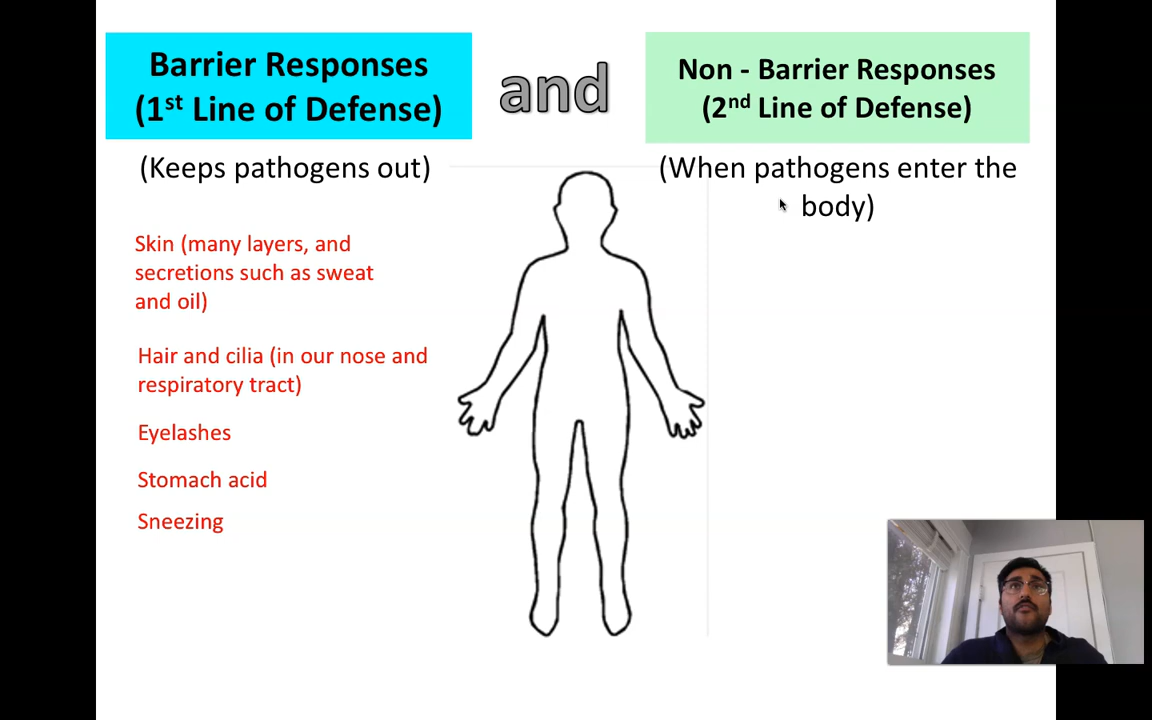 Barrier Responses
(1st Line of Defense)
and
Non - Barrier Responses
(2nd Line of Defense)
(Keeps pathogens out)
(When pathogens enter the
body)
Skin (many layers, and
secretions such as sweat
and oil)
Hair and cilia (in our nose and
respiratory tract)
Eyelashes
Stomach acid
Sneezing